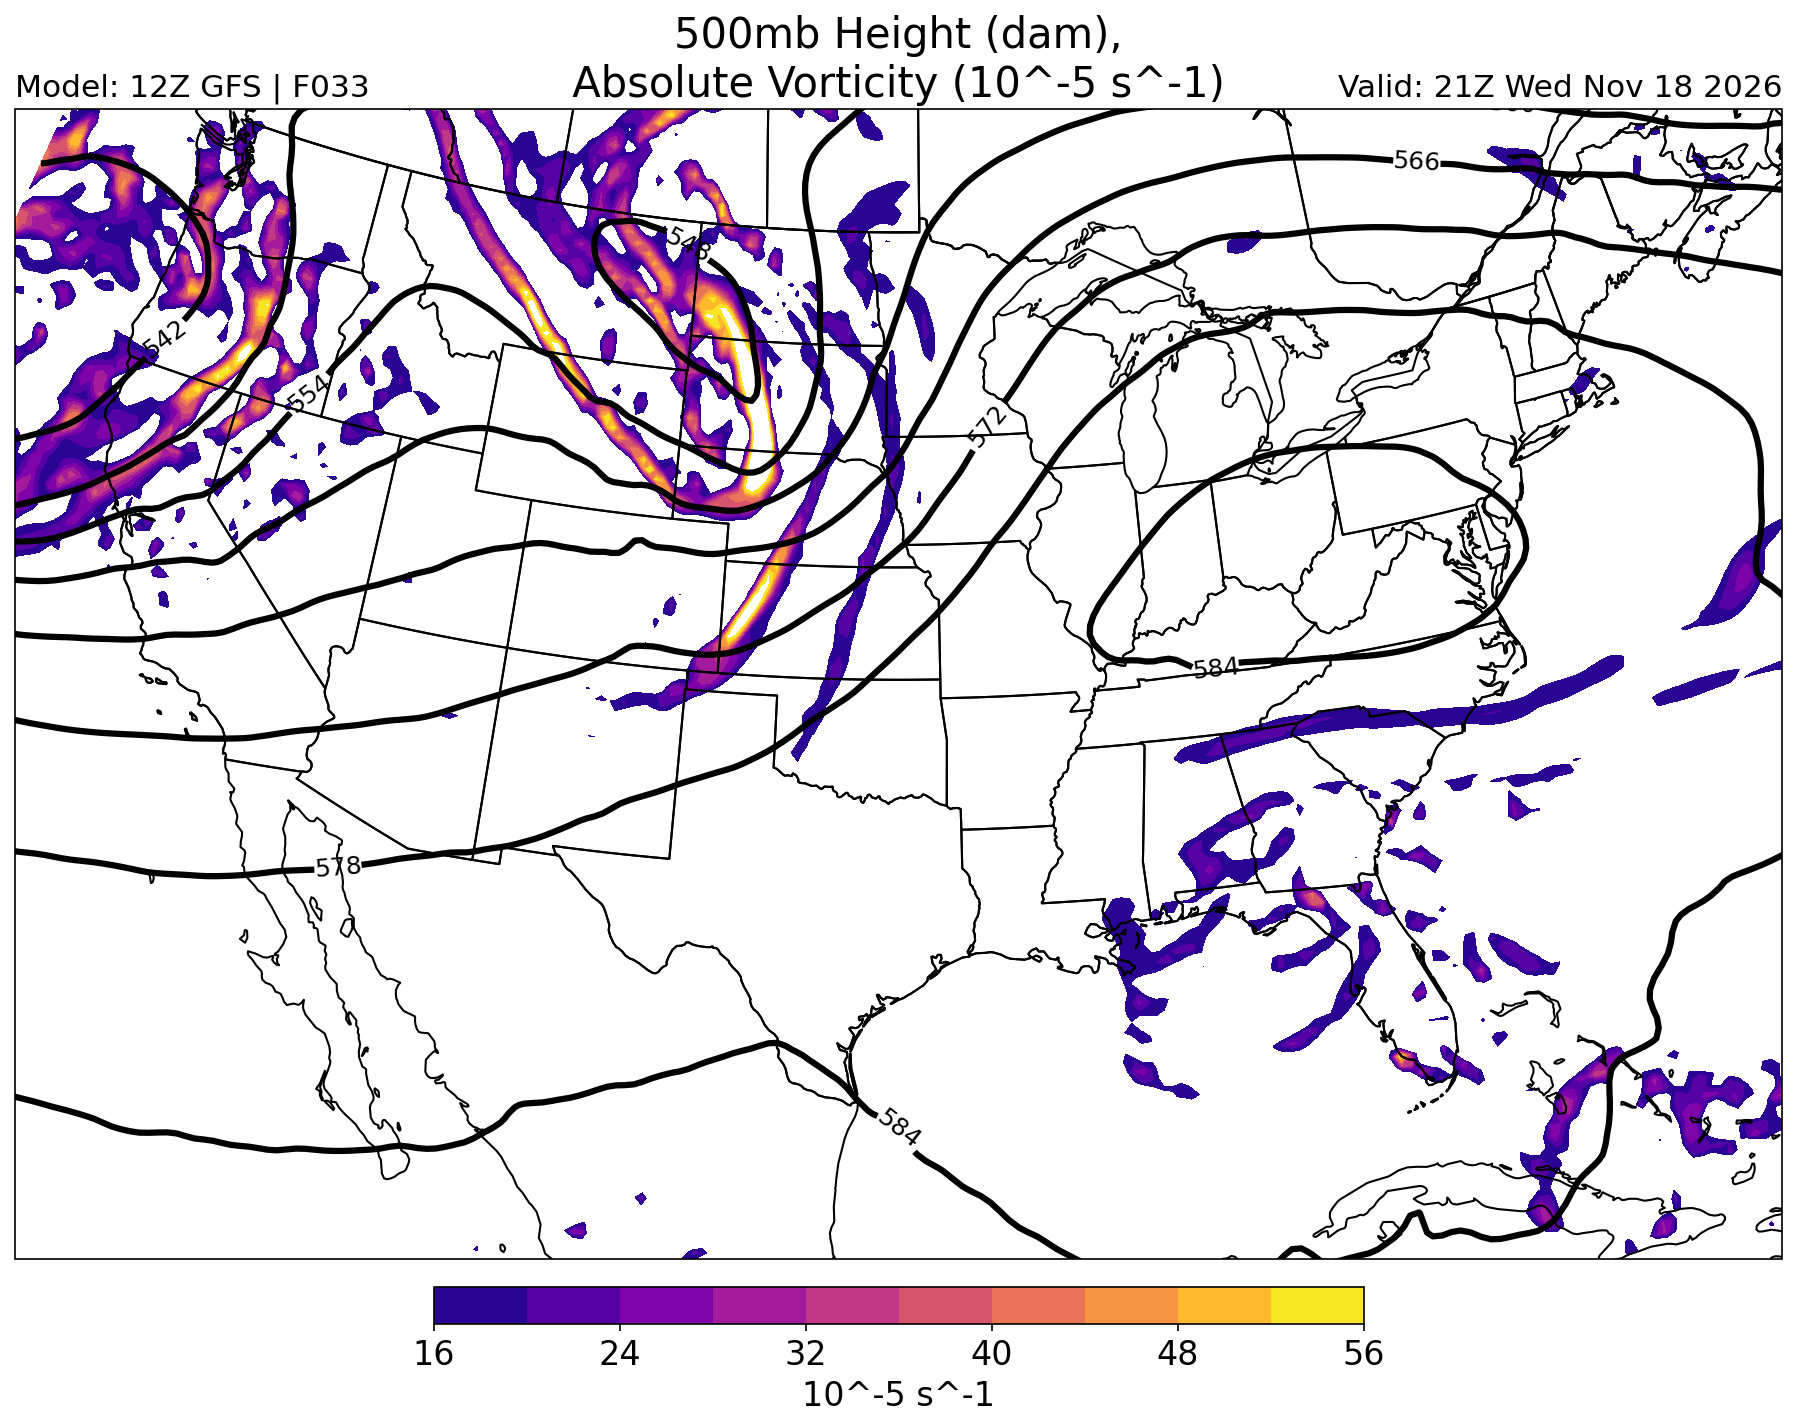 500mb Height (dam),
Absolute Vorticity (10^-5 s^-1)
Model: 12Z GFS | F033
Valid: 21Z Wed Nov 18 2026
566
548
542
554
572
584
578
584
16 24 32 40 48 56
10^-5 s^-1